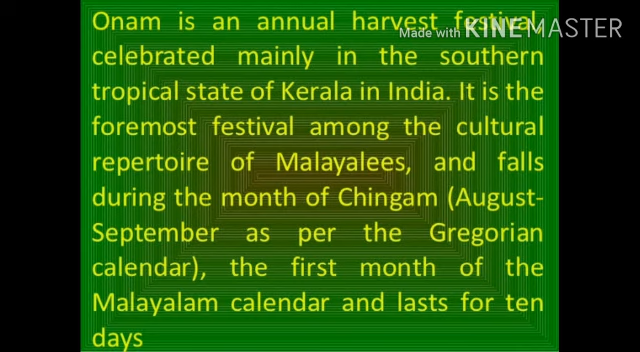 Onam is an annual harvest festival,
Made with KINEMASTER
celebrated mainly in the southern
tropical state of Kerala in India. It is the
foremost festival among the cultural
repertoire of Malayalees, and falls
during the month of Chingam (August-
September as per the Gregorian
calendar), the first month of the
Malayalam calendar and lasts for ten
days